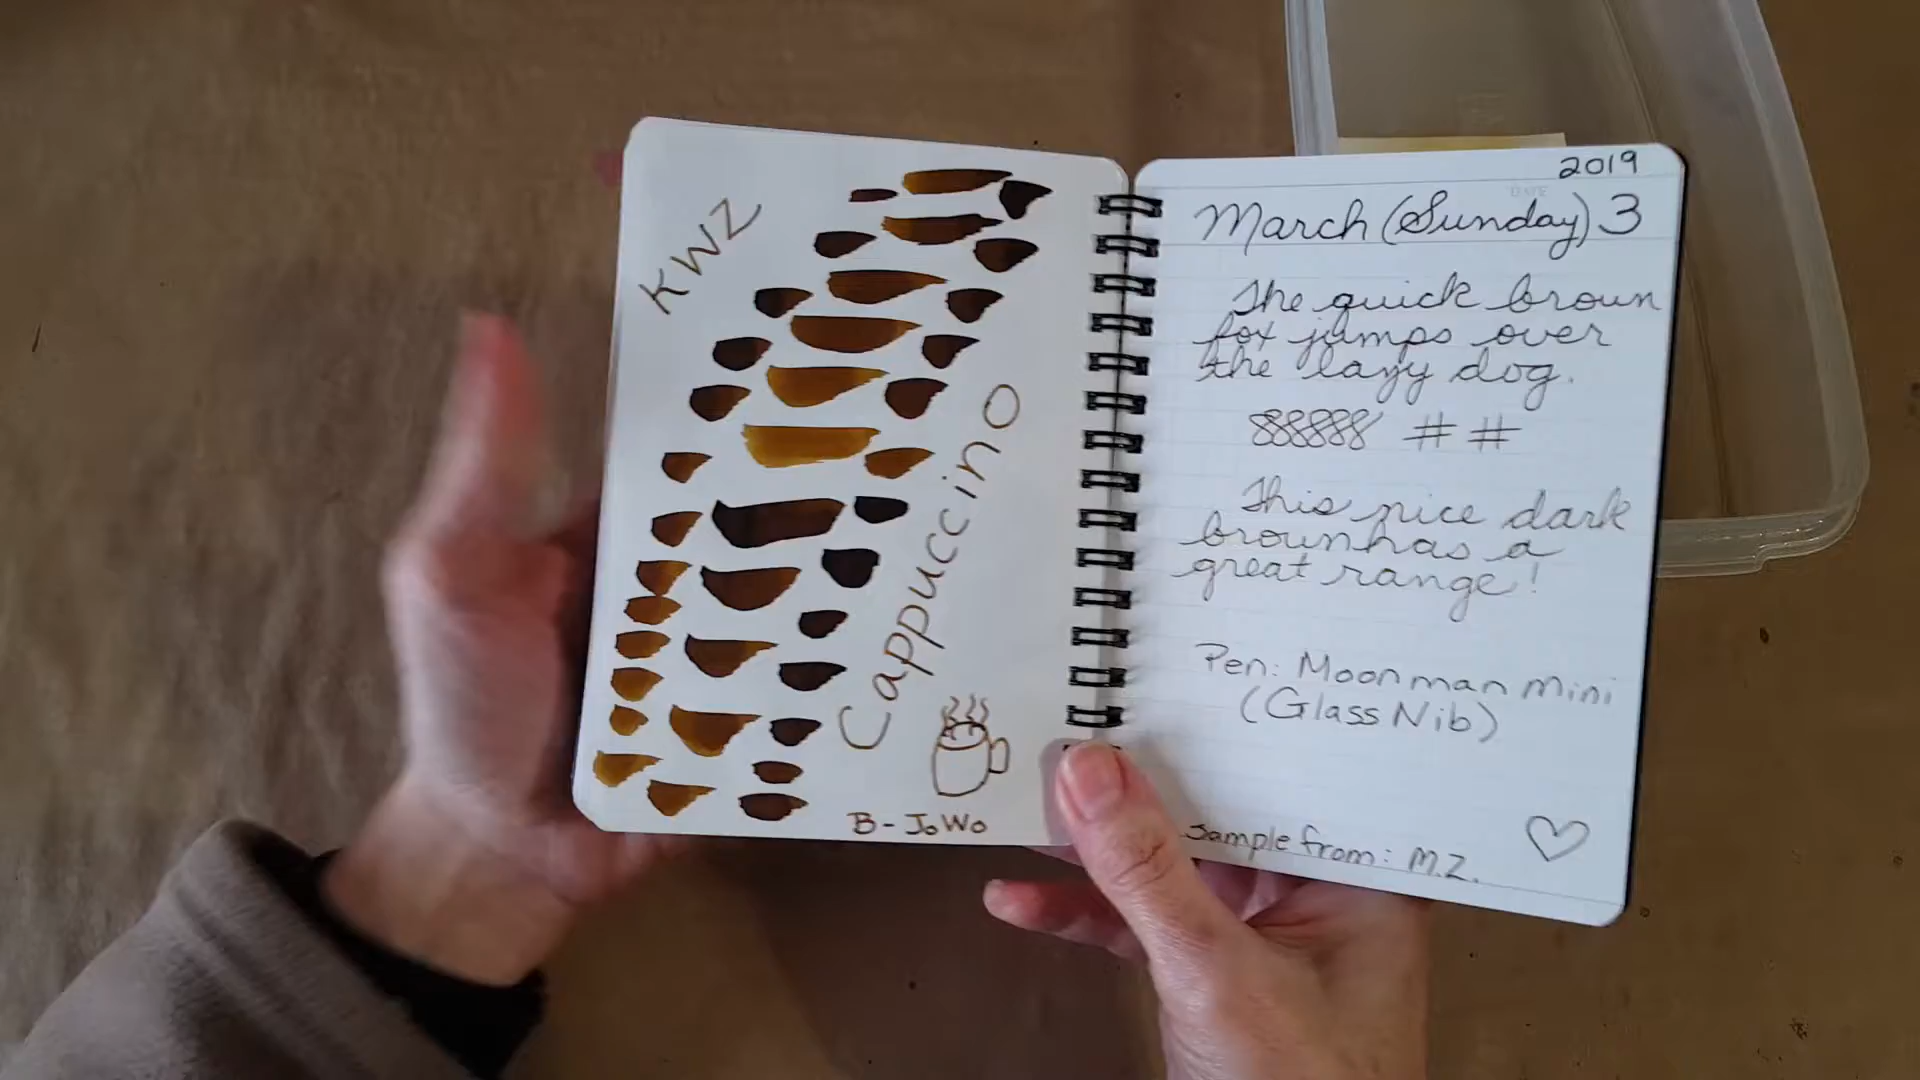 KWZ
Cappuccino
B-JoWo
2019
March (Sunday) 3
The quick brown
fox jumps over
the lazy dog.
888888 # #
This nice dark
brown has a
great range!
Pen: Moonman Mini
(Glass Nib)
Sample from: M.Z.